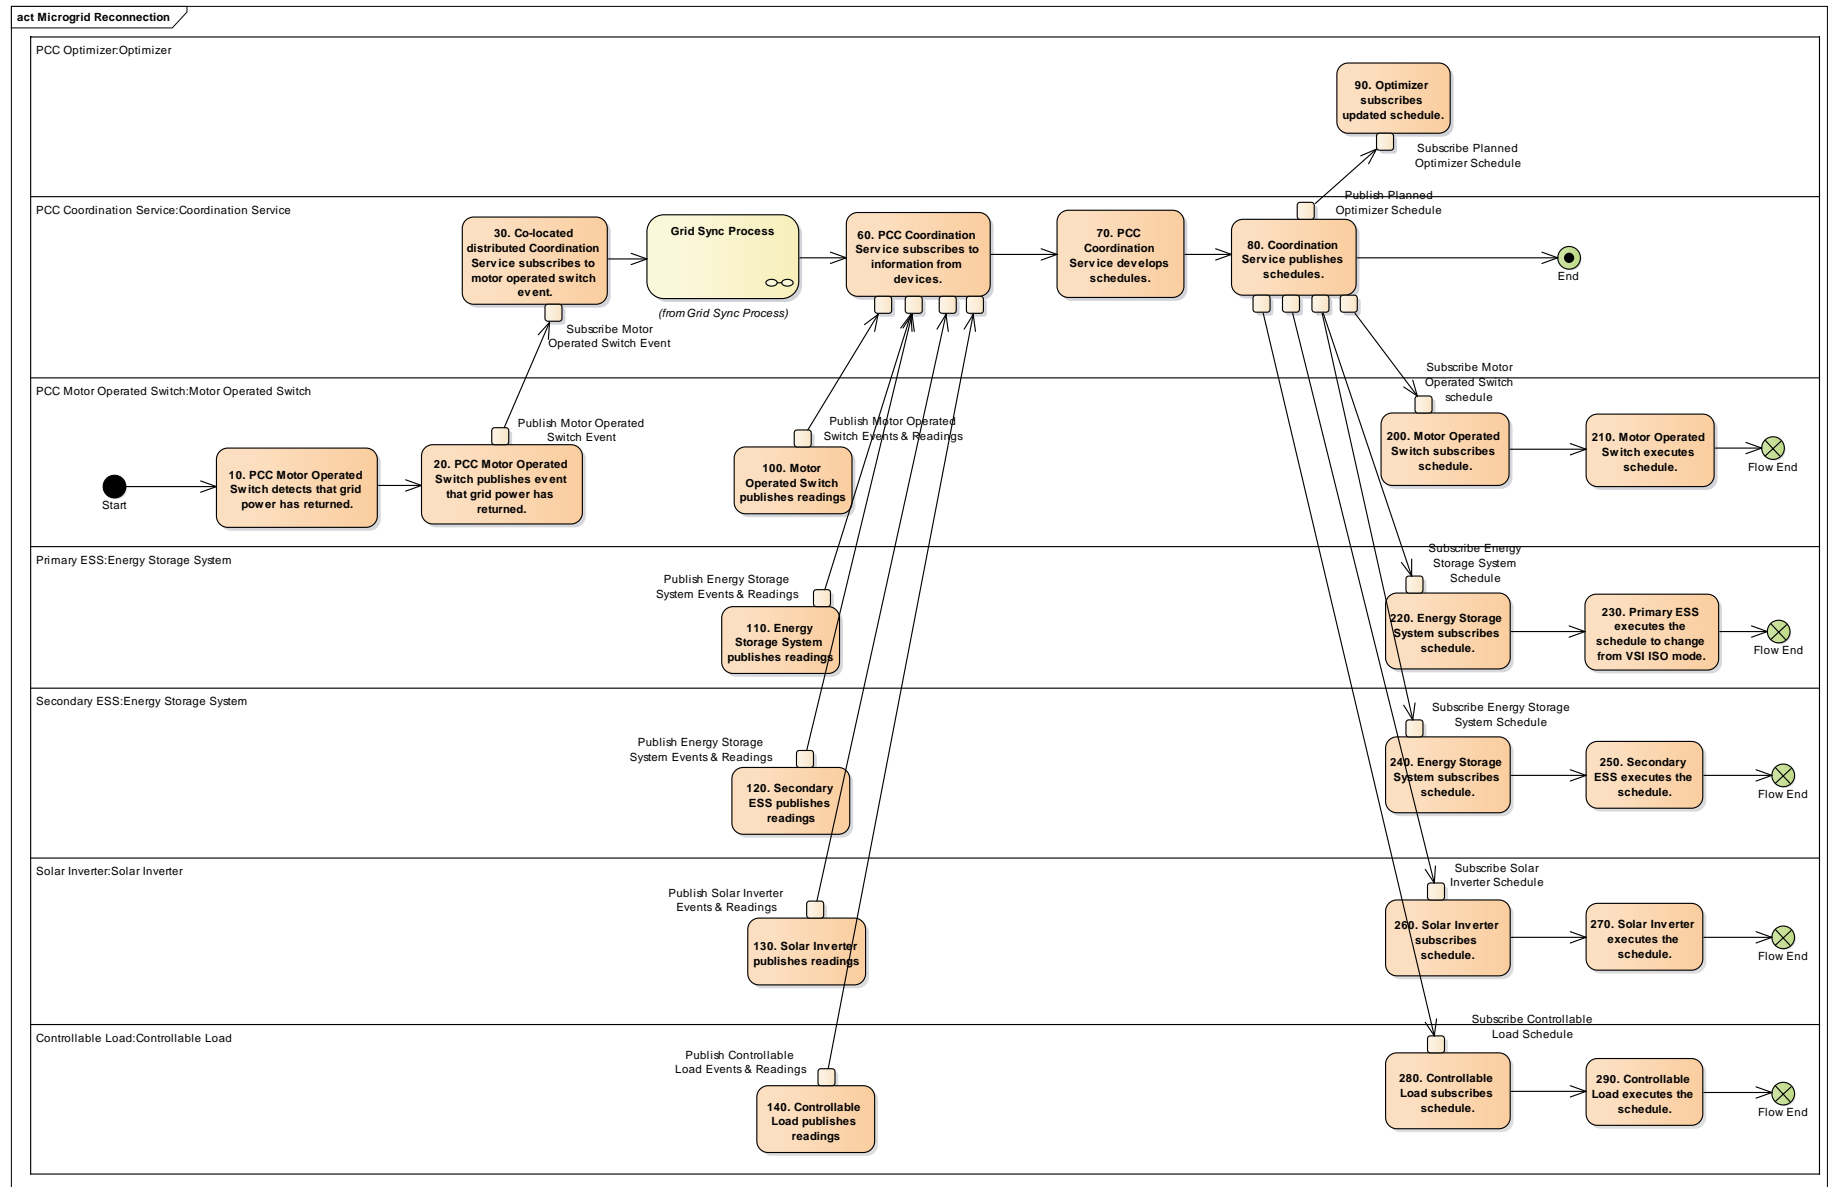 act Microgrid Reconnection
PCC Optimizer:Optimizer
90. Optimizer
subscribes
updated schedule.
Subscribe Planned
Optimizer Schedule
Publish Planned
Optimizer Schedule
PCC Coordination Service:Coordination Service
30. Co-located
distributed Coordination
Service subscribes to
motor operated switch
event.
Subscribe Motor
Operated Switch Event
Grid Sync Process
(from Grid Sync Process)
60. PCC Coordination
Service subscribes to
information from
devices.
70. PCC
Coordination
Service develops
schedules.
80. Coordination
Service publishes
schedules.
End
PCC Motor Operated Switch:Motor Operated Switch
Start
10. PCC Motor Operated
Switch detects that grid
power has returned.
Publish Motor Operated
Switch Event
20. PCC Motor Operated
Switch publishes event
that grid power has
returned.
Publish Motor Operated
Switch Events & Readings
100. Motor
Operated Switch
publishes readings
Subscribe Motor
Operated Switch
schedule
200. Motor Operated
Switch subscribes
schedule.
210. Motor Operated
Switch executes
schedule.
Flow End
Primary ESS:Energy Storage System
Publish Energy Storage
System Events & Readings
110. Energy
Storage System
publishes readings
Subscribe Energy
Storage System
Schedule
220. Energy Storage
System subscribes
schedule.
230. Primary ESS
executes the
schedule to change
from VSI ISO mode.
Flow End
Secondary ESS:Energy Storage System
Publish Energy Storage
System Events & Readings
120. Secondary
ESS publishes
readings
Subscribe Energy Storage
System Schedule
240. Energy Storage
System subscribes
schedule.
250. Secondary
ESS executes the
schedule.
Flow End
Solar Inverter:Solar Inverter
Publish Solar Inverter
Events & Readings
130. Solar Inverter
publishes readings
Subscribe Solar
Inverter Schedule
260. Solar Inverter
subscribes
schedule.
270. Solar Inverter
executes the
schedule.
Flow End
Controllable Load:Controllable Load
Publish Controllable
Load Events & Readings
140. Controllable
Load publishes
readings
Subscribe Controllable
Load Schedule
280. Controllable
Load subscribes
schedule.
290. Controllable
Load executes the
schedule.
Flow End